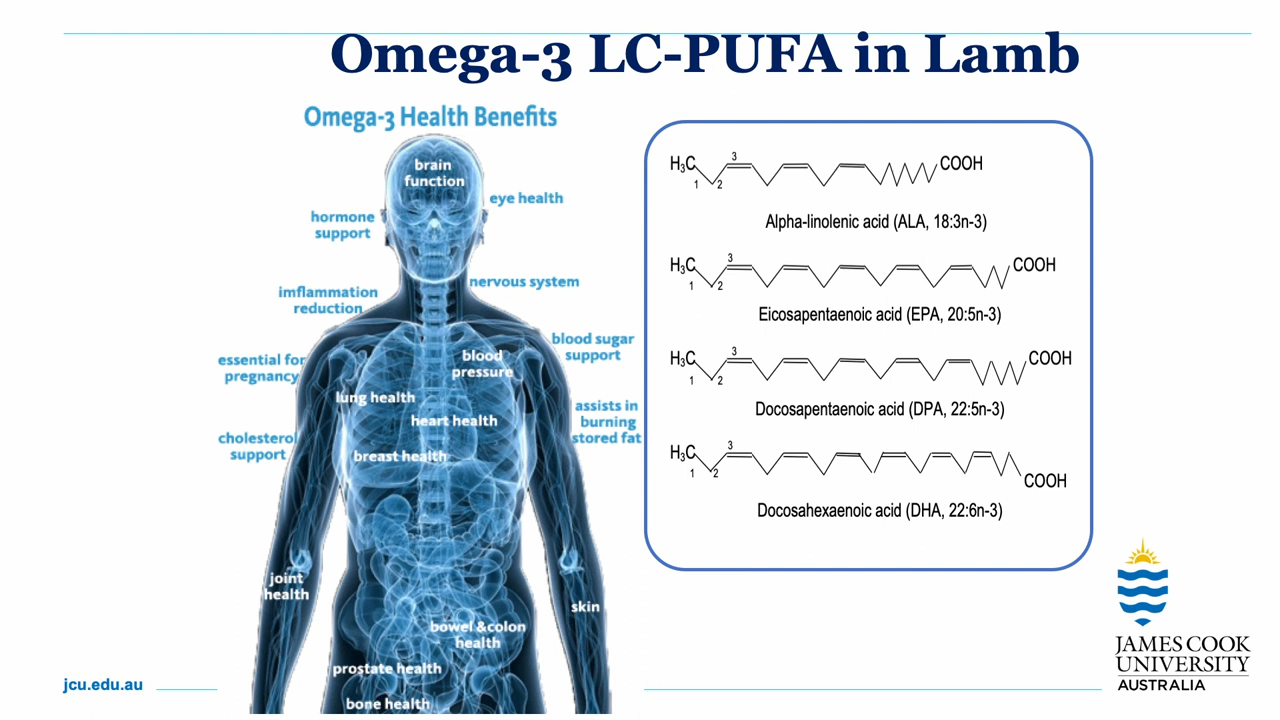 Omega-3 LC-PUFA in Lamb
Omega-3 Health Benefits
brain
function
eye health
hormone
support
nervous system
imflammation
reduction
blood sugar
support
essential for
pregnancy
blood
pressure
lung health
assists in
burning
stored fat
heart health
cholesterol
support
breast health
joint
health
skin
bowel &colon
health
prostate health
bone health
H3C 1 2 3 COOH
Alpha-linolenic acid (ALA, 18:3n-3)
H3C 1 2 3 COOH
Eicosapentaenoic acid (EPA, 20:5n-3)
H3C 1 2 3 COOH
Docosapentaenoic acid (DPA, 22:5n-3)
H3C 1 2 3 COOH
Docosahexaenoic acid (DHA, 22:6n-3)
jcu.edu.au
JAMES COOK
UNIVERSITY
AUSTRALIA